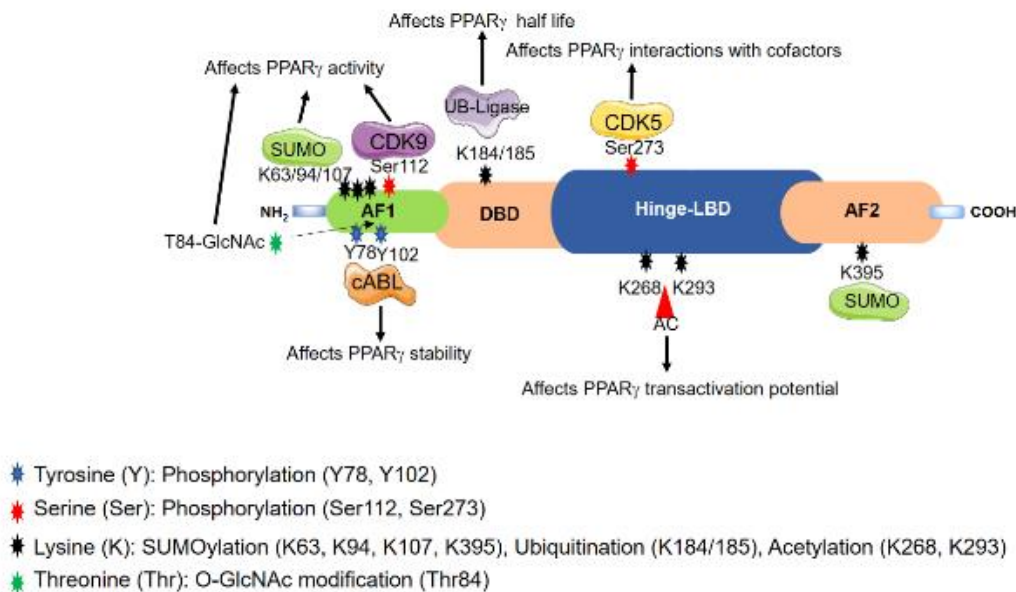 Affects PPARγ half life
Affects PPARγ interactions with cofactors
Affects PPARγ activity
UB-Ligase
CDK5
CDK9
SUMO
Ser273
K184/185
Ser112
K63/94/107
NH₂
AF1
DBD
Hinge-LBD
AF2
COOH
T84-GlcNAc
Y78 Y102
K395
K268 K293
cABL
SUMO
AC
Affects PPARγ stability
Affects PPARγ transactivation potential
Tyrosine (Y): Phosphorylation (Y78, Y102)
Serine (Ser): Phosphorylation (Ser112, Ser273)
Lysine (K): SUMOylation (K63, K94, K107, K395), Ubiquitination (K184/185), Acetylation (K268, K293)
Threonine (Thr): O-GlcNAc modification (Thr84)